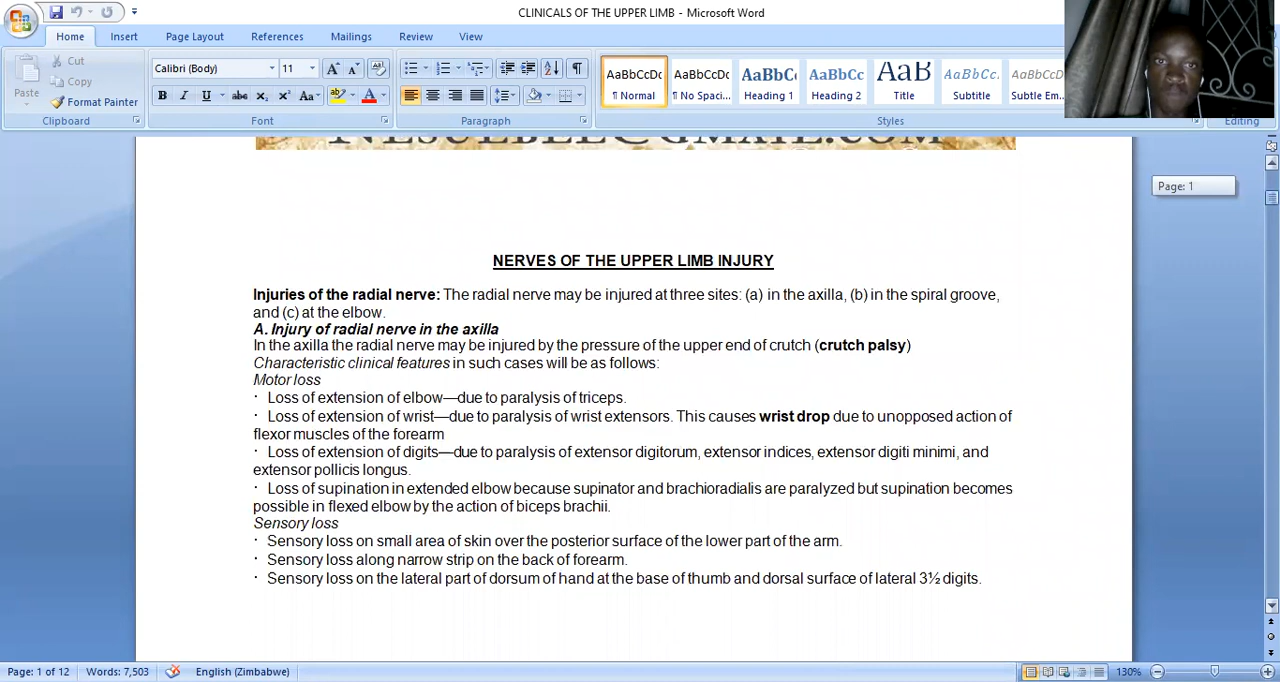 CLINICALS OF THE UPPER LIMB - Microsoft Word
Home Insert Page Layout References Mailings Review View
Paste
Cut
Copy
Format Painter
Clipboard
Calibri (Body) 11
Font
Paragraph
AaBbCcDc AaBbCcDc AaBbC AaBbCc AaB AaBbCc. AaBbCcD
¶ Normal ¶ No Spaci... Heading 1 Heading 2 Title Subtitle Subtle Em...
Styles
Editing
NESUEBEE@GMAIL.COM
Page: 1
NERVES OF THE UPPER LIMB INJURY
Injuries of the radial nerve: The radial nerve may be injured at three sites: (a) in the axilla, (b) in the spiral groove,
and (c) at the elbow.
A. Injury of radial nerve in the axilla
In the axilla the radial nerve may be injured by the pressure of the upper end of crutch (crutch palsy)
Characteristic clinical features in such cases will be as follows:
Motor loss
· Loss of extension of elbow—due to paralysis of triceps.
· Loss of extension of wrist—due to paralysis of wrist extensors. This causes wrist drop due to unopposed action of
flexor muscles of the forearm
· Loss of extension of digits—due to paralysis of extensor digitorum, extensor indices, extensor digiti minimi, and
extensor pollicis longus.
· Loss of supination in extended elbow because supinator and brachioradialis are paralyzed but supination becomes
possible in flexed elbow by the action of biceps brachii.
Sensory loss
· Sensory loss on small area of skin over the posterior surface of the lower part of the arm.
· Sensory loss along narrow strip on the back of forearm.
· Sensory loss on the lateral part of dorsum of hand at the base of thumb and dorsal surface of lateral 3½ digits.
Page: 1 of 12 Words: 7,503 English (Zimbabwe) 130%